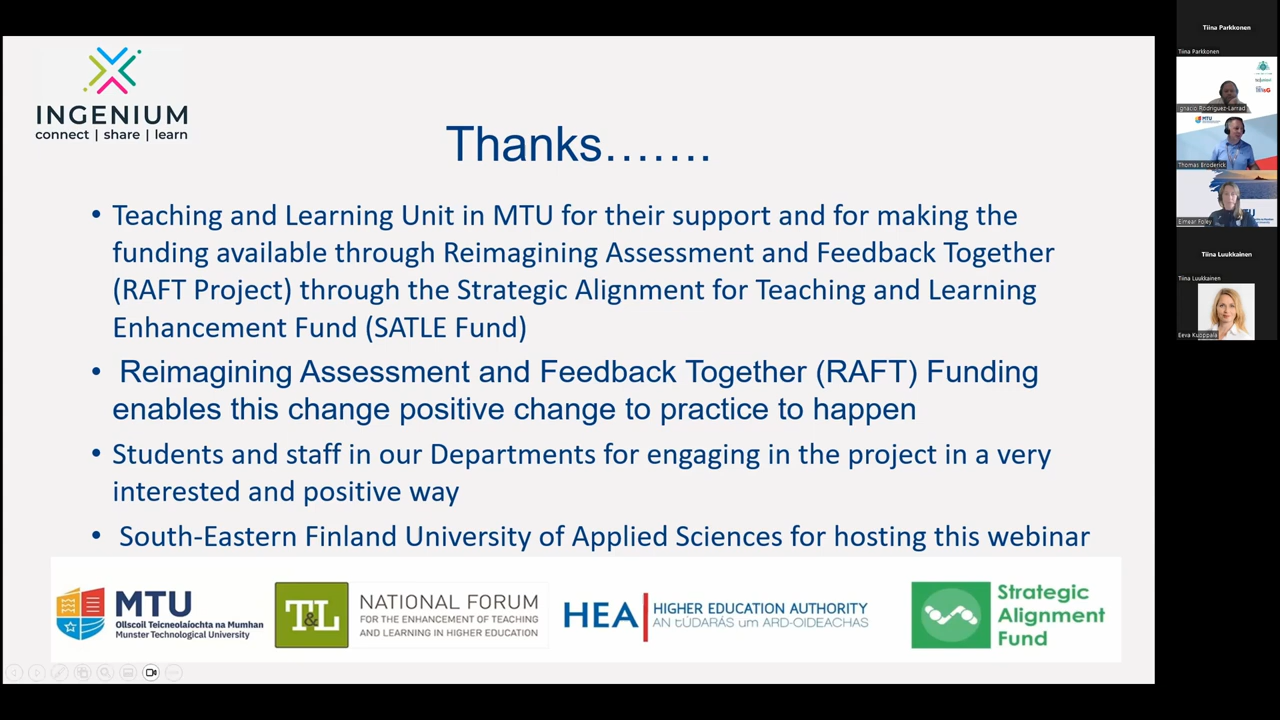 INGENIUM
connect | share | learn
Thanks…….
• Teaching and Learning Unit in MTU for their support and for making the
funding available through Reimagining Assessment and Feedback Together
(RAFT Project) through the Strategic Alignment for Teaching and Learning
Enhancement Fund (SATLE Fund)
• Reimagining Assessment and Feedback Together (RAFT) Funding
enables this change positive change to practice to happen
• Students and staff in our Departments for engaging in the project in a very
interested and positive way
• South-Eastern Finland University of Applied Sciences for hosting this webinar
MTU
Ollscoil Teicneolaíochta na Mumhan
Munster Technological University
T&L
NATIONAL FORUM
FOR THE ENHANCEMENT OF TEACHING
AND LEARNING IN HIGHER EDUCATION
HEA
HIGHER EDUCATION AUTHORITY
AN tÚDARÁS um ARD-OIDEACHAS
Strategic
Alignment
Fund
Tiina Parkkonen
Tiina Parkkonen
Ignacio Rodriguez-Larrad
MTU
Thomas Broderick
Eimear Foley
Tiina Luukkainen
Tiina Luukkainen
Eeva Kuoppala